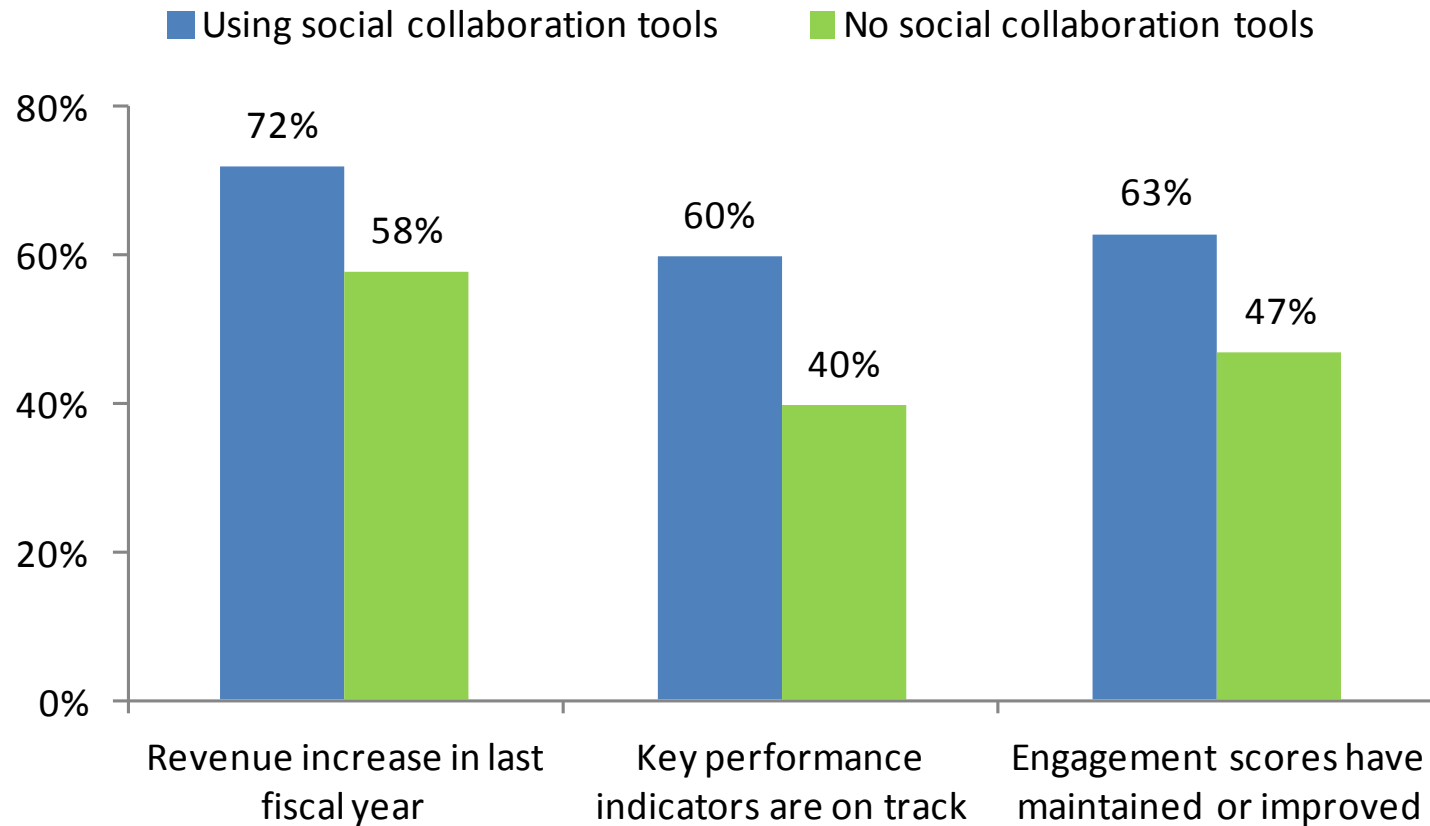 Using social collaboration tools
No social collaboration tools
80%
72%
58%
60%
63%
47%
60%
40%
40%
20%
0%
Revenue increase in last
fiscal year
Key performance
indicators are on track
Engagement scores have
maintained or improved